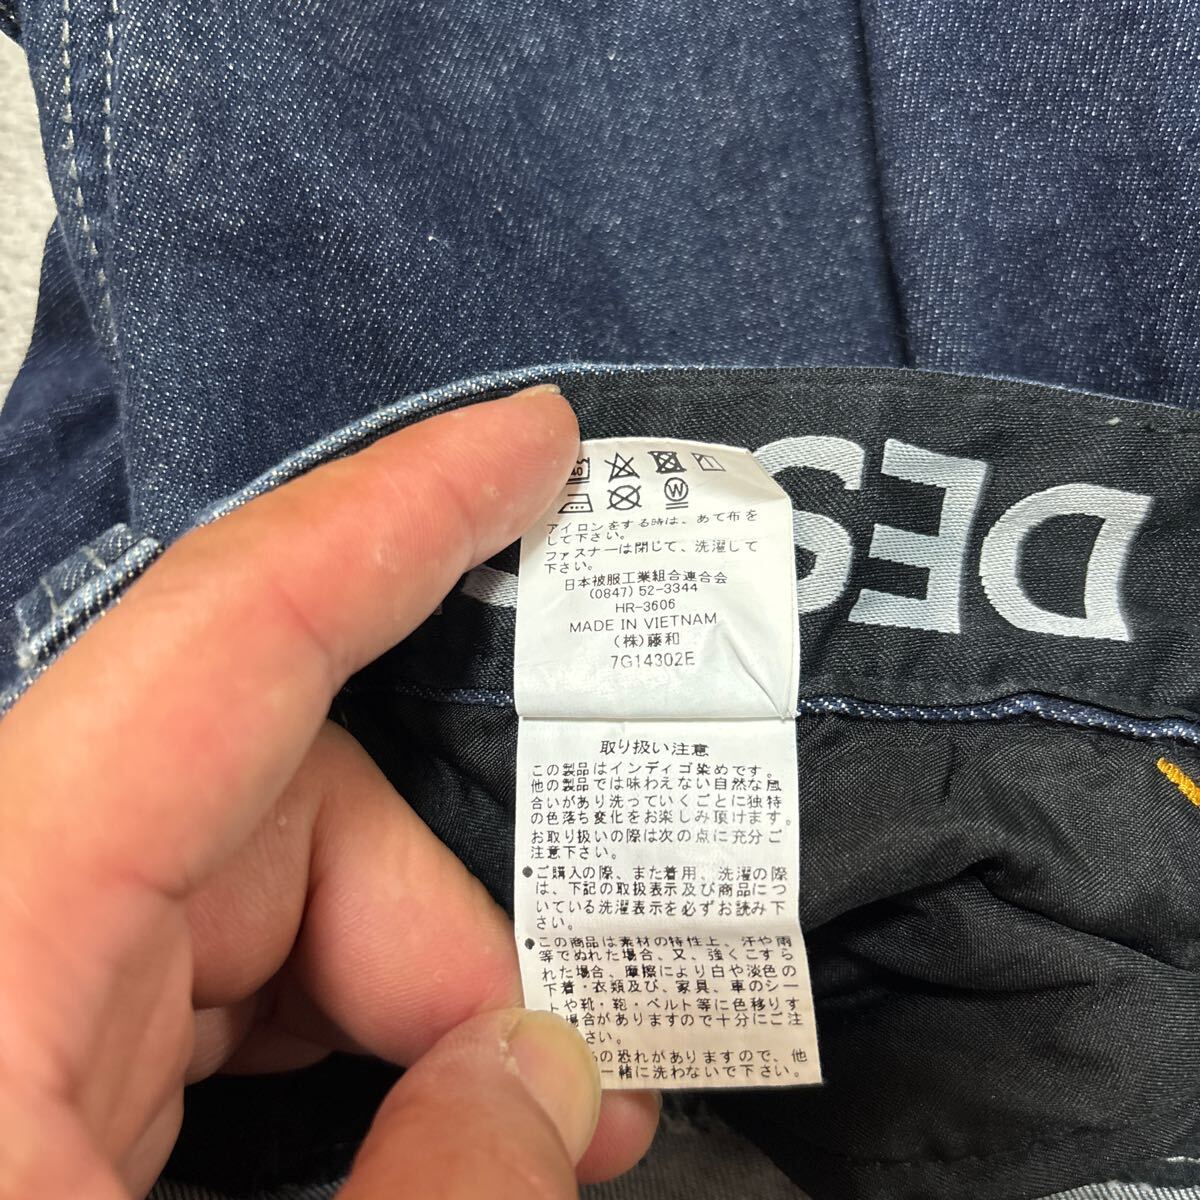 DES
40
W
アイロンをする時は、あて布を
して下さい。
ファスナーは閉じて、洗濯して
下さい。
日本被服工業組合連合会
(0847) 52-3344
HR-3606
MADE IN VIETNAM
(株)藤和
7G14302E
取り扱い注意
この製品はインディゴ染めです。
他の製品では味わえない自然な風
合いがあり洗っていくごとに独特
の色落ち変化をお楽しみ頂けます。
お取り扱いの際は次の点に充分ご
注意下さい。
●ご購入の際、また着用、洗濯の際
は、下記の取扱表示及び商品につ
いている洗濯表示を必ずお読み下
さい。
●この商品は素材の特性上、汗や雨
等でぬれた場合、又、強くこすら
れた場合、摩擦により白や淡色の
下着・衣類及び、家具、車のシー
トや靴・鞄・ベルト等に色移りす
場合がありますので十分にご注
さい。
の恐れがありますので、他
一緒に洗わないで下さい。